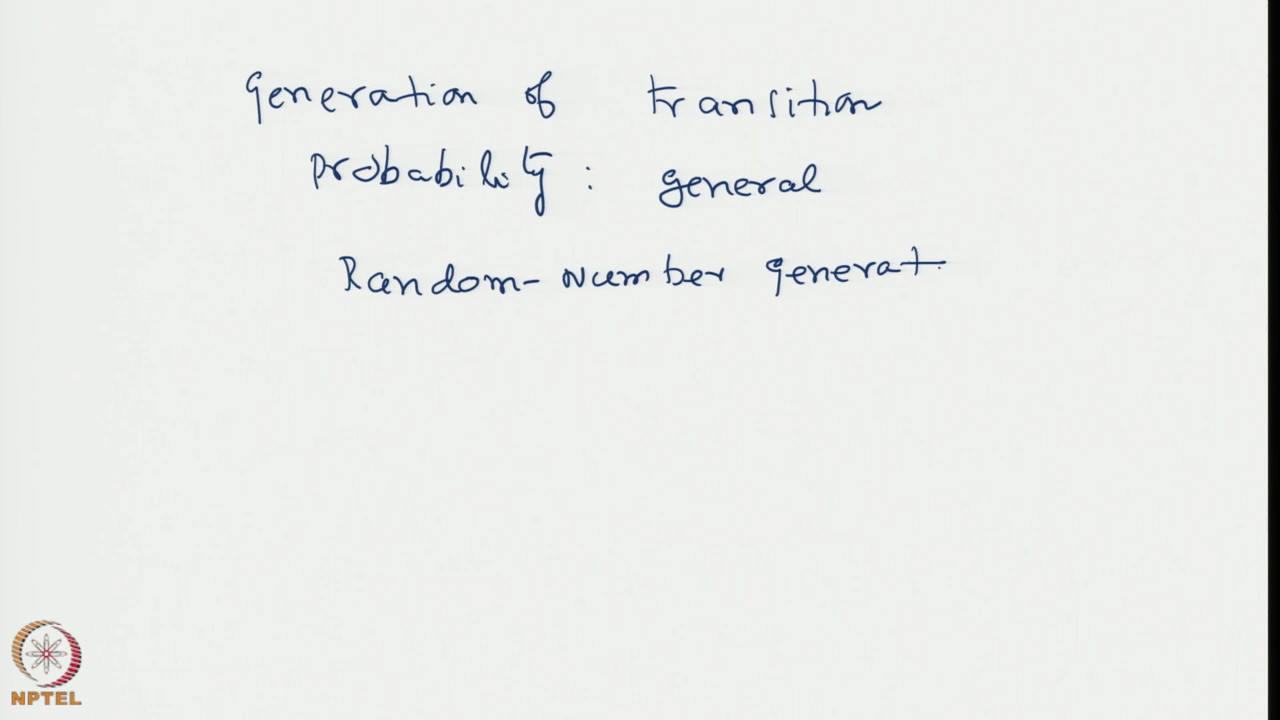 Generation of transition
Probability : general
Random-number generat
NPTEL